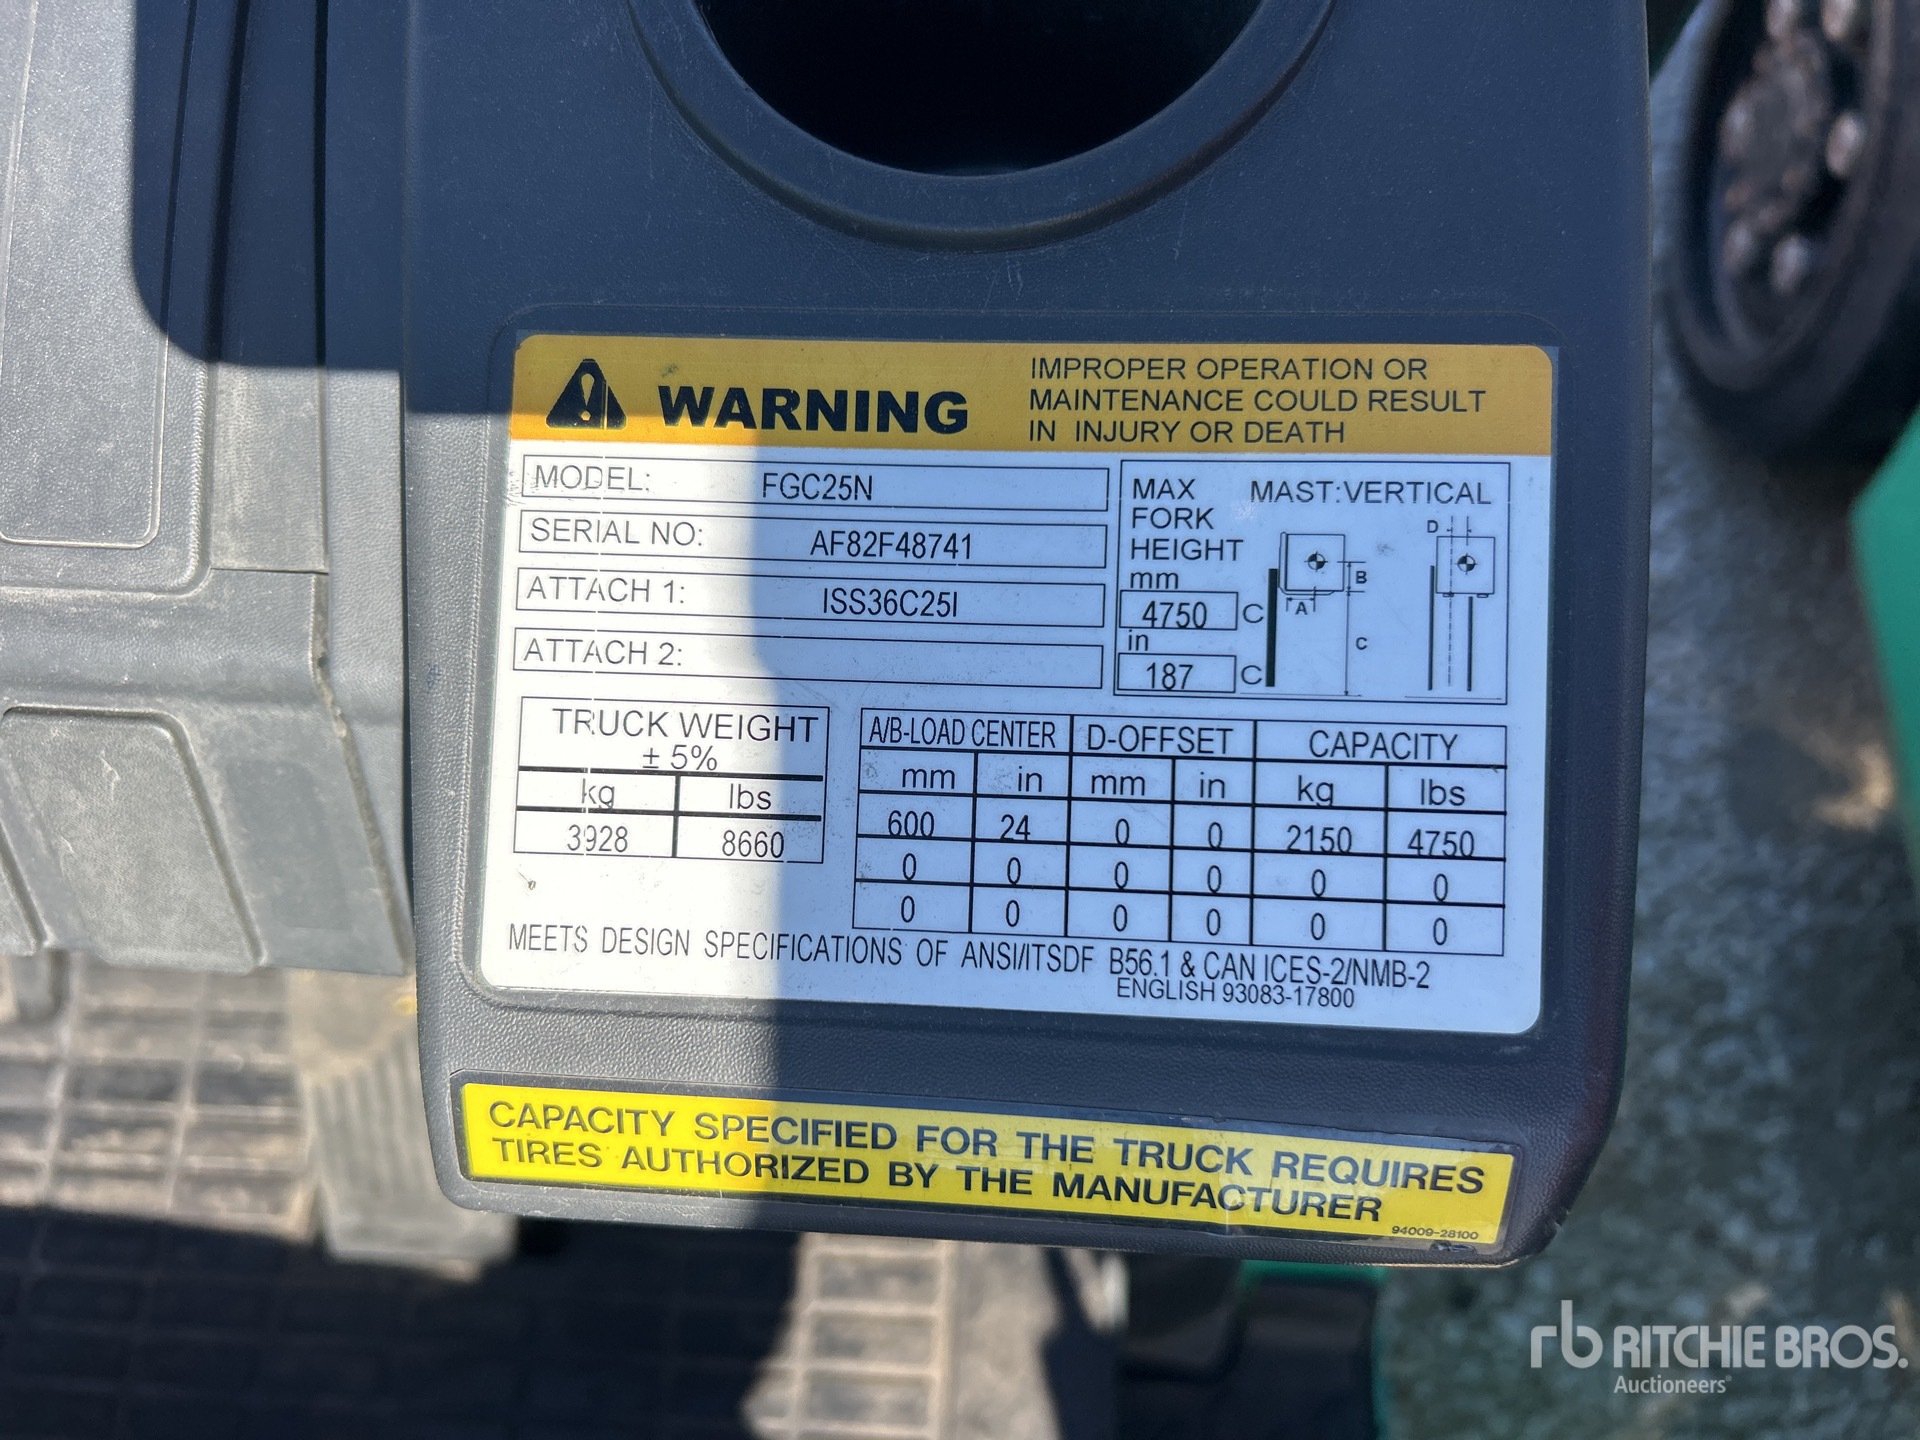 WARNING
IMPROPER OPERATION OR
MAINTENANCE COULD RESULT
IN INJURY OR DEATH
MODEL: FGC25N
SERIAL NO: AF82F48741
ATTACH 1: ISS36C25I
ATTACH 2:
MAX
FORK
HEIGHT
mm
4750 C
in
187 C
MAST:VERTICAL
D
B
A
C
TRUCK WEIGHT
± 5%
kg lbs
3928 8660
A/B-LOAD CENTER D-OFFSET CAPACITY
mm in mm in kg lbs
600 24 0 0 2150 4750
0 0 0 0 0 0
0 0 0 0 0 0
MEETS DESIGN SPECIFICATIONS OF ANSI/ITSDF B56.1 & CAN ICES-2/NMB-2
ENGLISH 93083-17800
CAPACITY SPECIFIED FOR THE TRUCK REQUIRES
TIRES AUTHORIZED BY THE MANUFACTURER
94009-28100
rb RITCHIE BROS.
Auctioneers